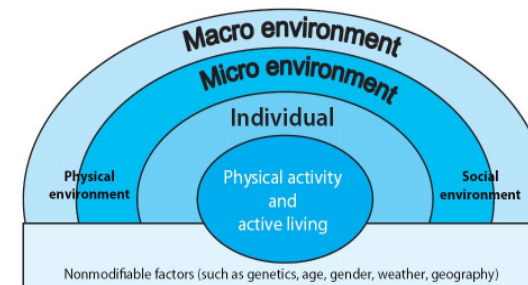 Macro environment
Micro environment
Individual
Physical
environment
Physical activity
and
active living
Social
environment
Nonmodifiable factors (such as genetics, age, gender, weather, geography)